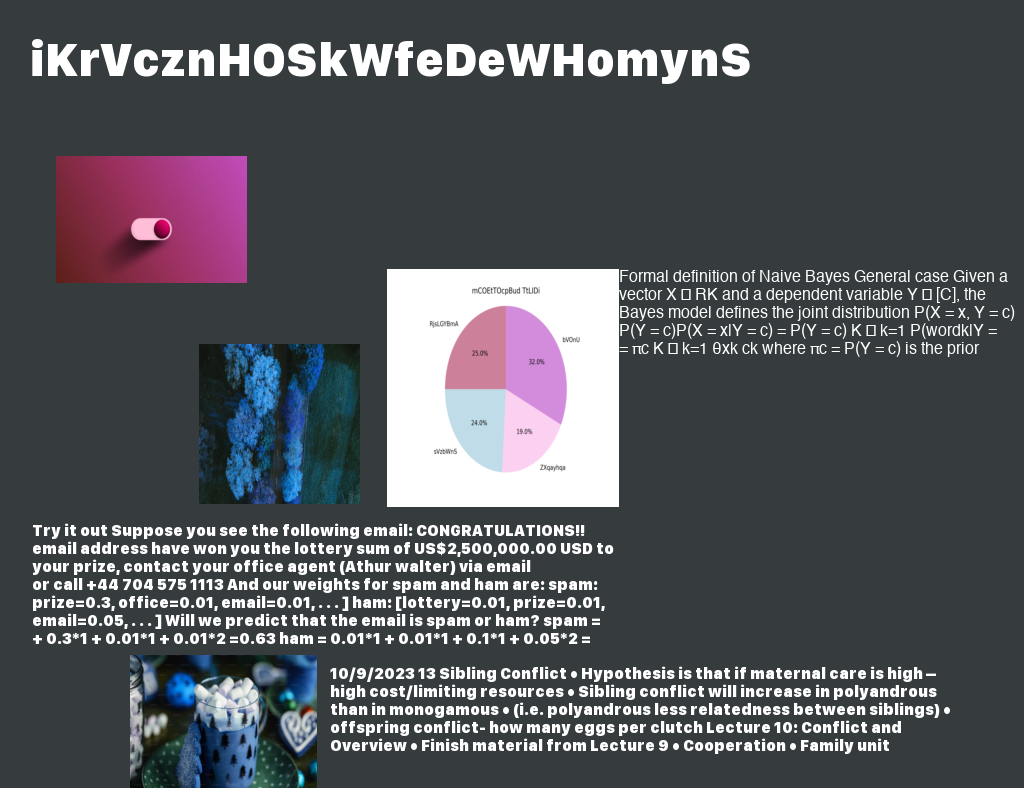 iKrVcznHOSkWfeDeWHomynS
mCOEtTOcpBud TtLIDi
RjsLGYBmA
bVOnU
25.0%
32.0%
24.0%
19.0%
sVzbWnS
ZXqayhqa
Formal definition of Naive Bayes General case Given a
vector X □ RK and a dependent variable Y □ [C], the
Bayes model defines the joint distribution P(X = x, Y = c)
P(Y = c)P(X = x|Y = c) = P(Y = c) K □ k=1 P(wordk|Y =
= πc K □ k=1 θxk ck where πc = P(Y = c) is the prior
Try it out Suppose you see the following email: CONGRATULATIONS!!
email address have won you the lottery sum of US$2,500,000.00 USD to
your prize, contact your office agent (Athur walter) via email
or call +44 704 575 1113 And our weights for spam and ham are: spam:
prize=0.3, office=0.01, email=0.01, . . . ] ham: [lottery=0.01, prize=0.01,
email=0.05, . . . ] Will we predict that the email is spam or ham? spam =
+ 0.3*1 + 0.01*1 + 0.01*2 =0.63 ham = 0.01*1 + 0.01*1 + 0.1*1 + 0.05*2 =
10/9/2023 13 Sibling Conflict • Hypothesis is that if maternal care is high –
high cost/limiting resources • Sibling conflict will increase in polyandrous
than in monogamous • (i.e. polyandrous less relatedness between siblings) •
offspring conflict- how many eggs per clutch Lecture 10: Conflict and
Overview • Finish material from Lecture 9 • Cooperation • Family unit